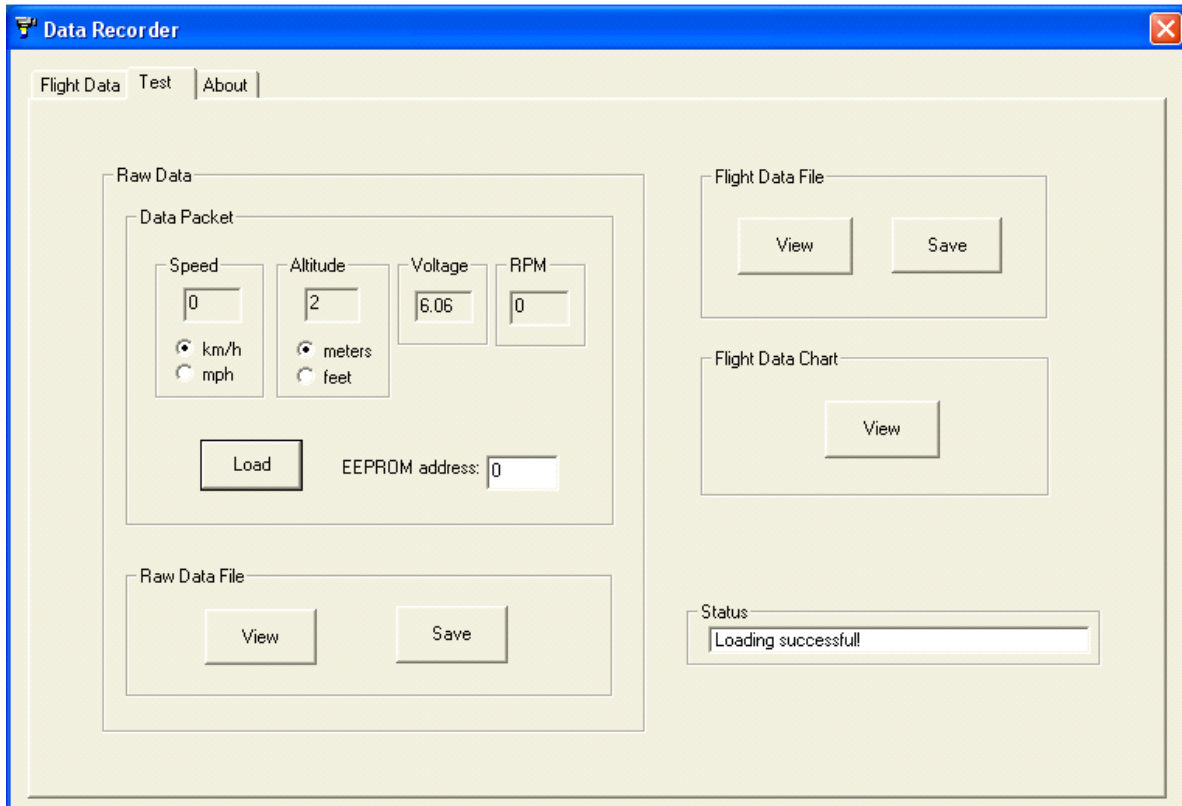 Data Recorder
Flight Data Test About
Raw Data
Data Packet
Speed Altitude Voltage RPM
0 2 6.06 0
km/h meters
mph feet
Load EEPROM address: 0
Raw Data File
View Save
Flight Data File
View Save
Flight Data Chart
View
Status
Loading successful!